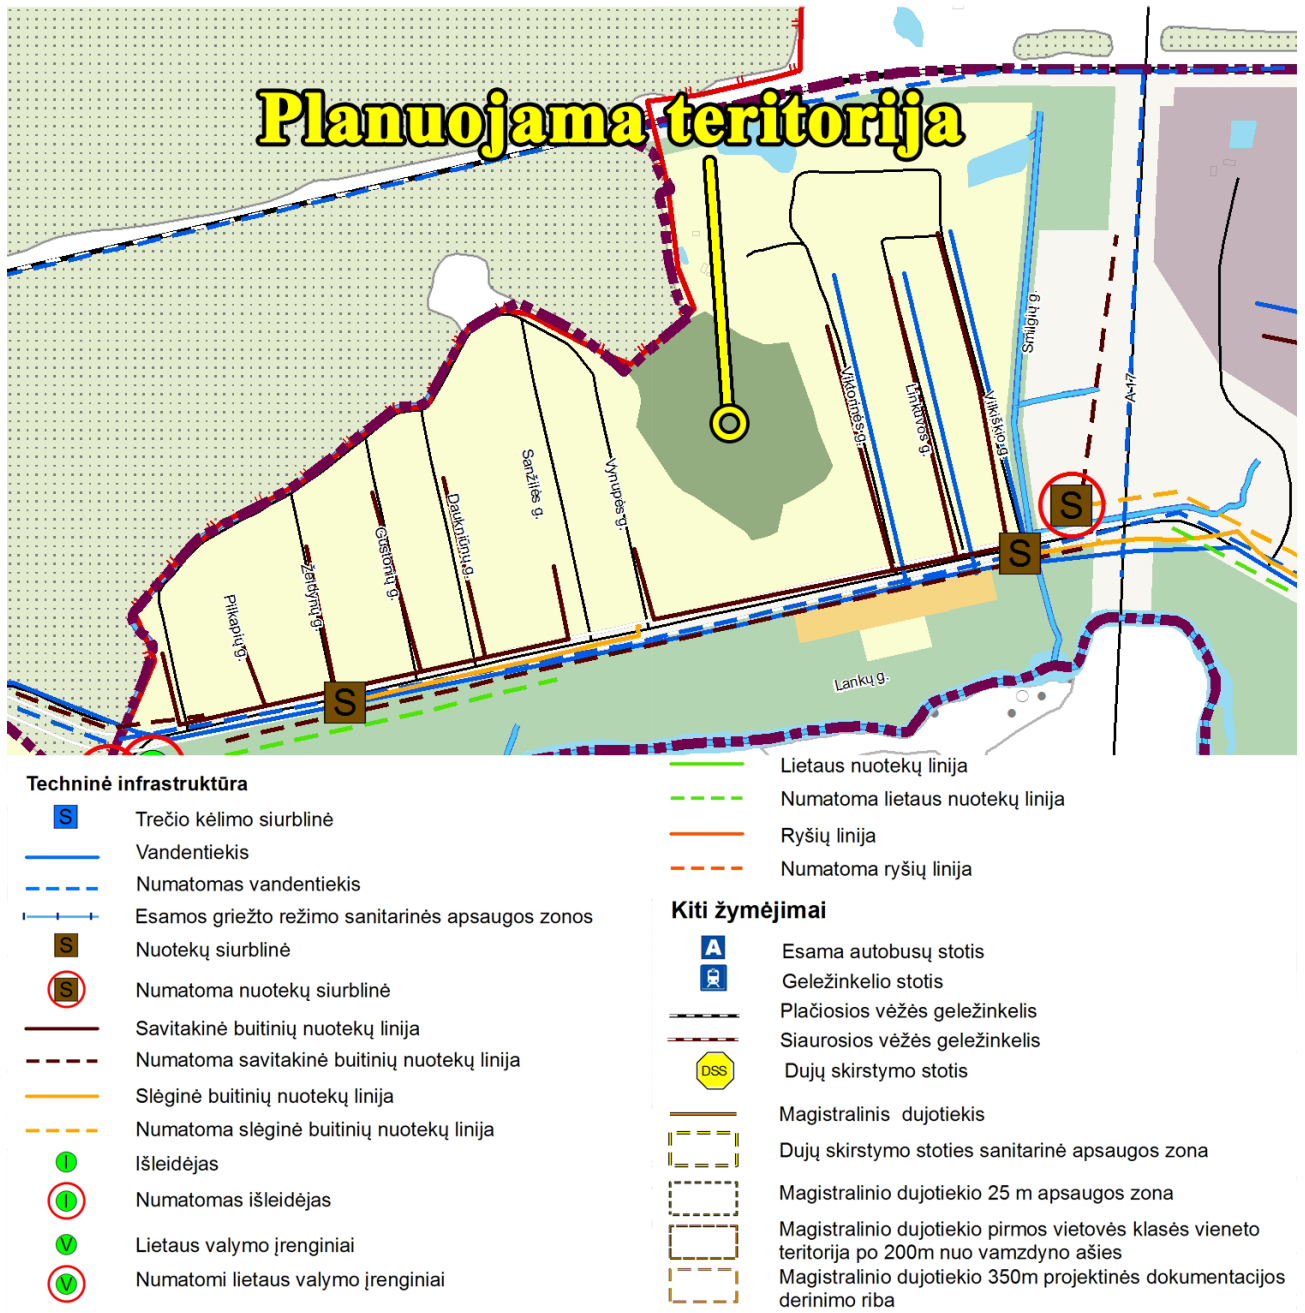 Planuojama teritorija
Smilgių g.
A-17
Viktorinės g.
Linkuvos g.
Vilkiškio g.
Sanžilės g.
Vynupės g.
Daukniūnų g.
Gustonių g.
Žardynų g.
Pilkapių g.
S
S
S
Lankų g.
Techninė infrastruktūra
S Trečio kėlimo siurblinė
Vandentiekis
Numatomas vandentiekis
Esamos griežto režimo sanitarinės apsaugos zonos
S Nuotekų siurblinė
S Numatoma nuotekų siurblinė
Savitakinė buitinių nuotekų linija
Numatoma savitakinė buitinių nuotekų linija
Slėginė buitinių nuotekų linija
Numatoma slėginė buitinių nuotekų linija
I Išleidėjas
I Numatomas išleidėjas
V Lietaus valymo įrenginiai
V Numatomi lietaus valymo įrenginiai
Lietaus nuotekų linija
Numatoma lietaus nuotekų linija
Ryšių linija
Numatoma ryšių linija
Kiti žymėjimai
A Esama autobusų stotis
Geležinkelio stotis
Plačiosios vėžės geležinkelis
Siaurosios vėžės geležinkelis
DSS Dujų skirstymo stotis
Magistralinis dujotiekis
Dujų skirstymo stoties sanitarinė apsaugos zona
Magistralinio dujotiekio 25 m apsaugos zona
Magistralinio dujotiekio pirmos vietovės klasės vieneto
teritorija po 200m nuo vamzdyno ašies
Magistralinio dujotiekio 350m projektinės dokumentacijos
derinimo riba